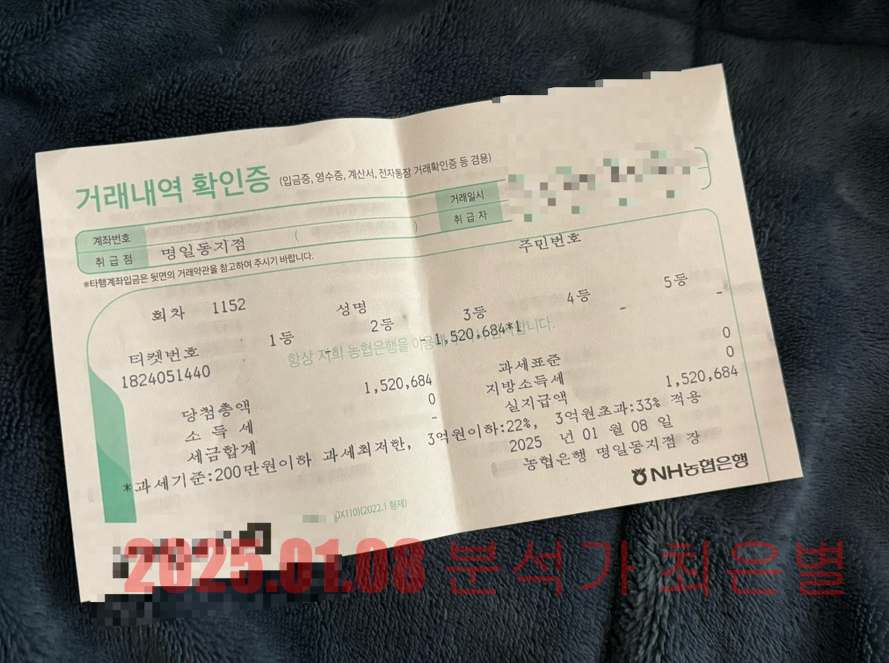 거래내역 확인증 (입금증, 영수증, 계산서, 전자통장 거래확인증 등 겸용)
계좌번호 ( ) 거래일시
취급점 명일동지점 취급자
※타행계좌입금은 뒷면의 거래약관을 참고하여 주시기 바랍니다.
회차 1152 성명 주민번호
티켓번호 1등 2등 3등 4등 5등
1824051440 - - 1,520,684*1 - -
항상 저희 농협은행을 이용해
당첨총액 1,520,684 과세표준 0
소득세 0 지방소득세 0
세금합계 - 실지급액 1,520,684
*과세기준:200만원이하 과세최저한, 3억원이하:22%, 3억원초과:33% 적용
2025 년 01 월 08 일
농협은행 명일동지점 장
NH농협은행
(2022.1 형제)
2025.01.08 분석가 최은별